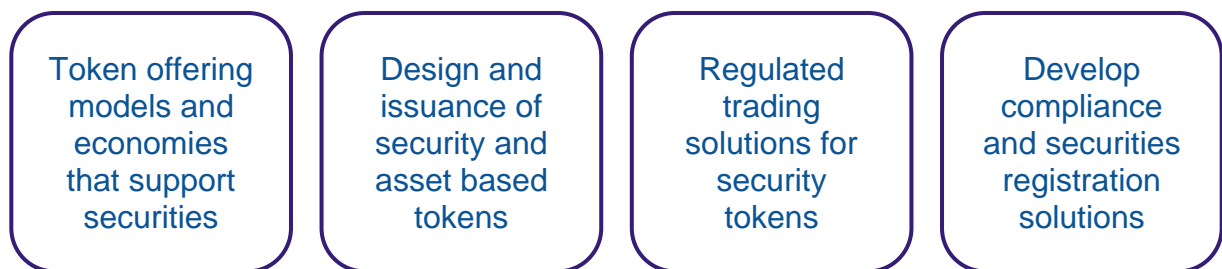 Token offering
models and
economies
that support
securities
Design and
issuance of
security and
asset based
tokens
Regulated
trading
solutions for
security
tokens
Develop
compliance
and securities
registration
solutions